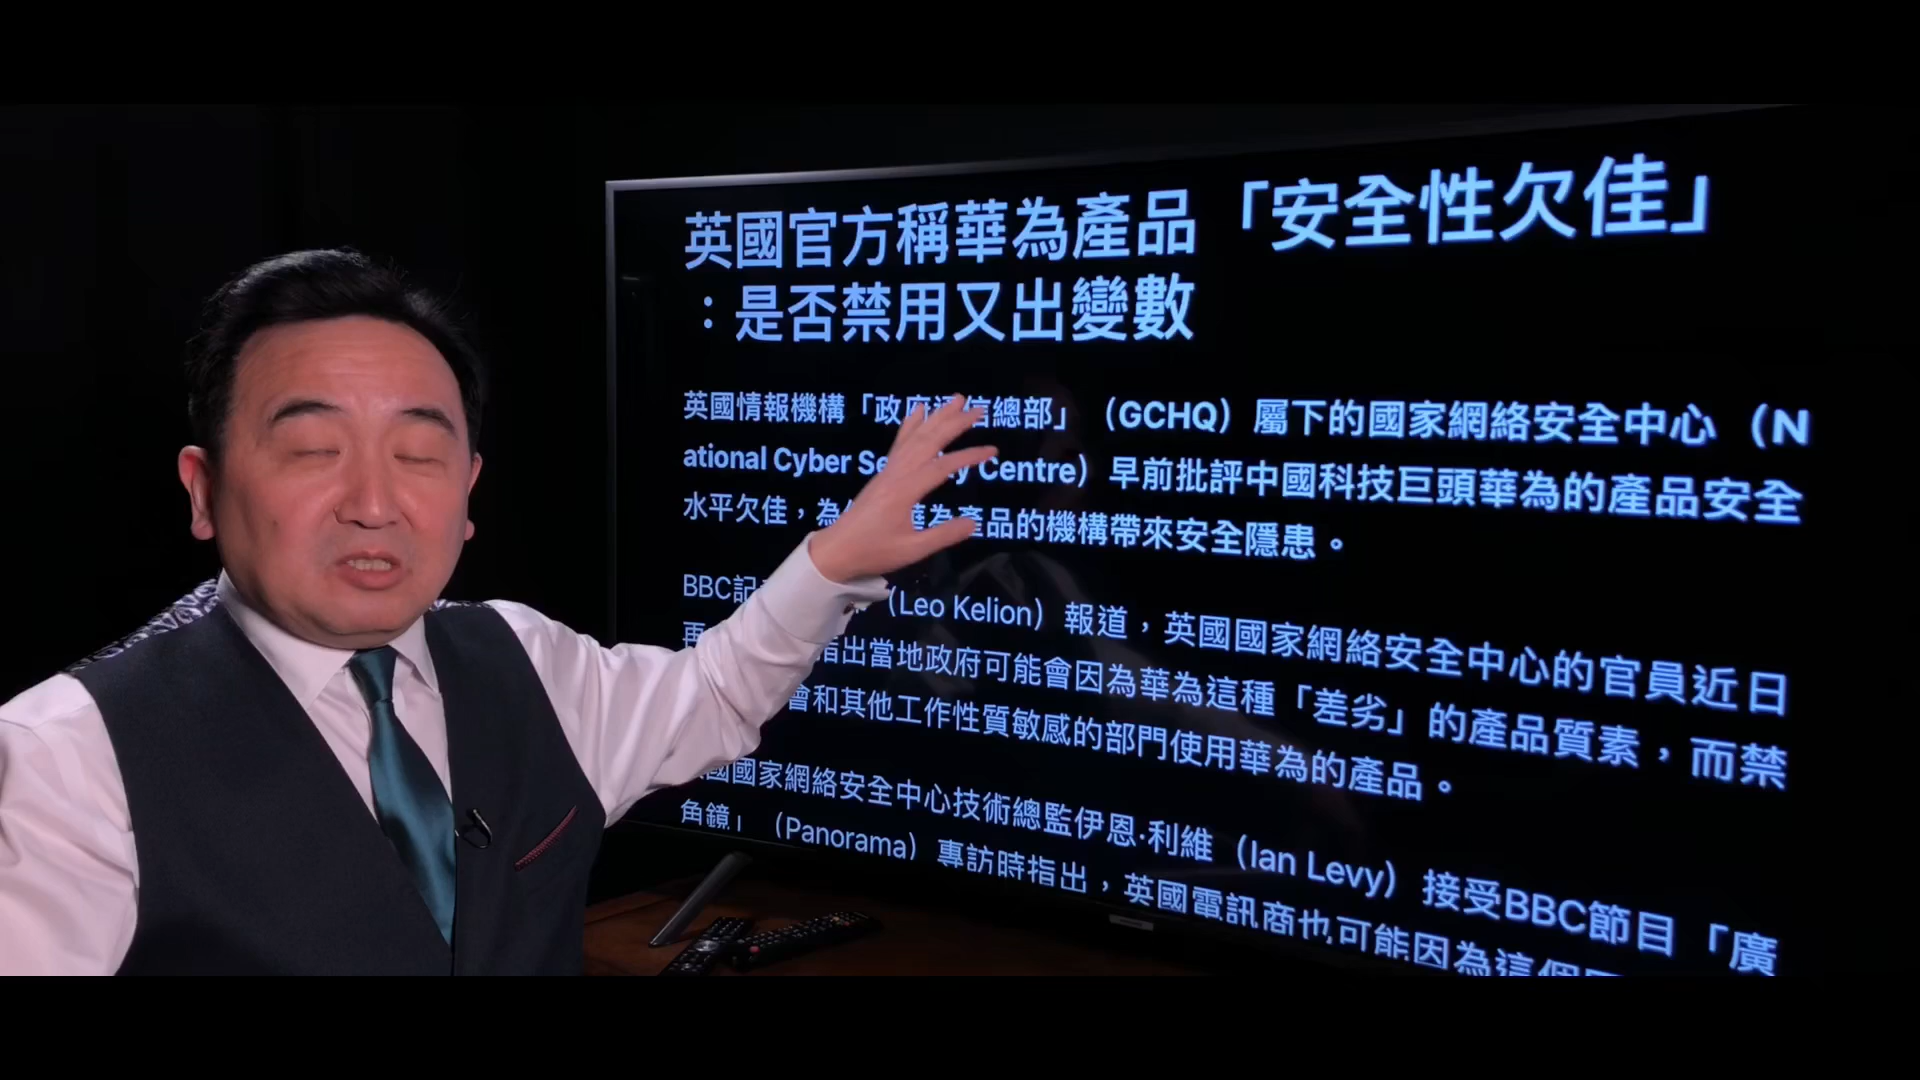 英國官方稱華為產品「安全性欠佳」
：是否禁用又出變數
英國情報機構「政府通信總部」（GCHQ）屬下的國家網絡安全中心（N
ational Cyber Centre）早前批評中國科技巨頭華為的產品安全
水平欠佳，為 華為產品的機構帶來安全隱患。
BBC記 （Leo Kelion）報道，英國國家網絡安全中心的官員近日
再 指出當地政府可能會因為華為這種「差劣」的產品質素，而禁
會和其他工作性質敏感的部門使用華為的產品。
國國家網絡安全中心技術總監伊恩·利維（Ian Levy）接受BBC節目「廣
角鏡」（Panorama）專訪時指出，英國電訊商也可能因為這個